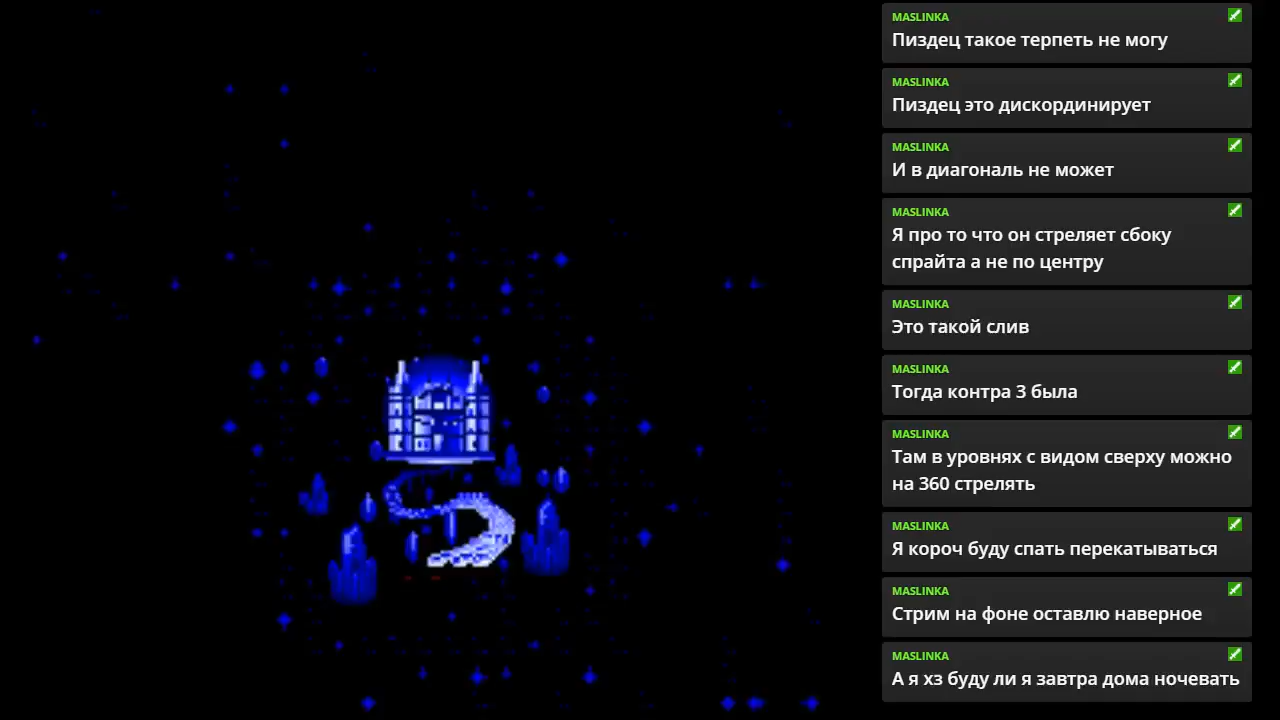 MASLINKA
Пиздец такое терпеть не могу
MASLINKA
Пиздец это дискординирует
MASLINKA
И в диагональ не может
MASLINKA
Я про то что он стреляет сбоку
спрайта а не по центру
MASLINKA
Это такой слив
MASLINKA
Тогда контра 3 была
MASLINKA
Там в уровнях с видом сверху можно
на 360 стрелять
MASLINKA
Я короч буду спать перекатываться
MASLINKA
Стрим на фоне оставлю наверное
MASLINKA
А я хз буду ли я завтра дома ночевать